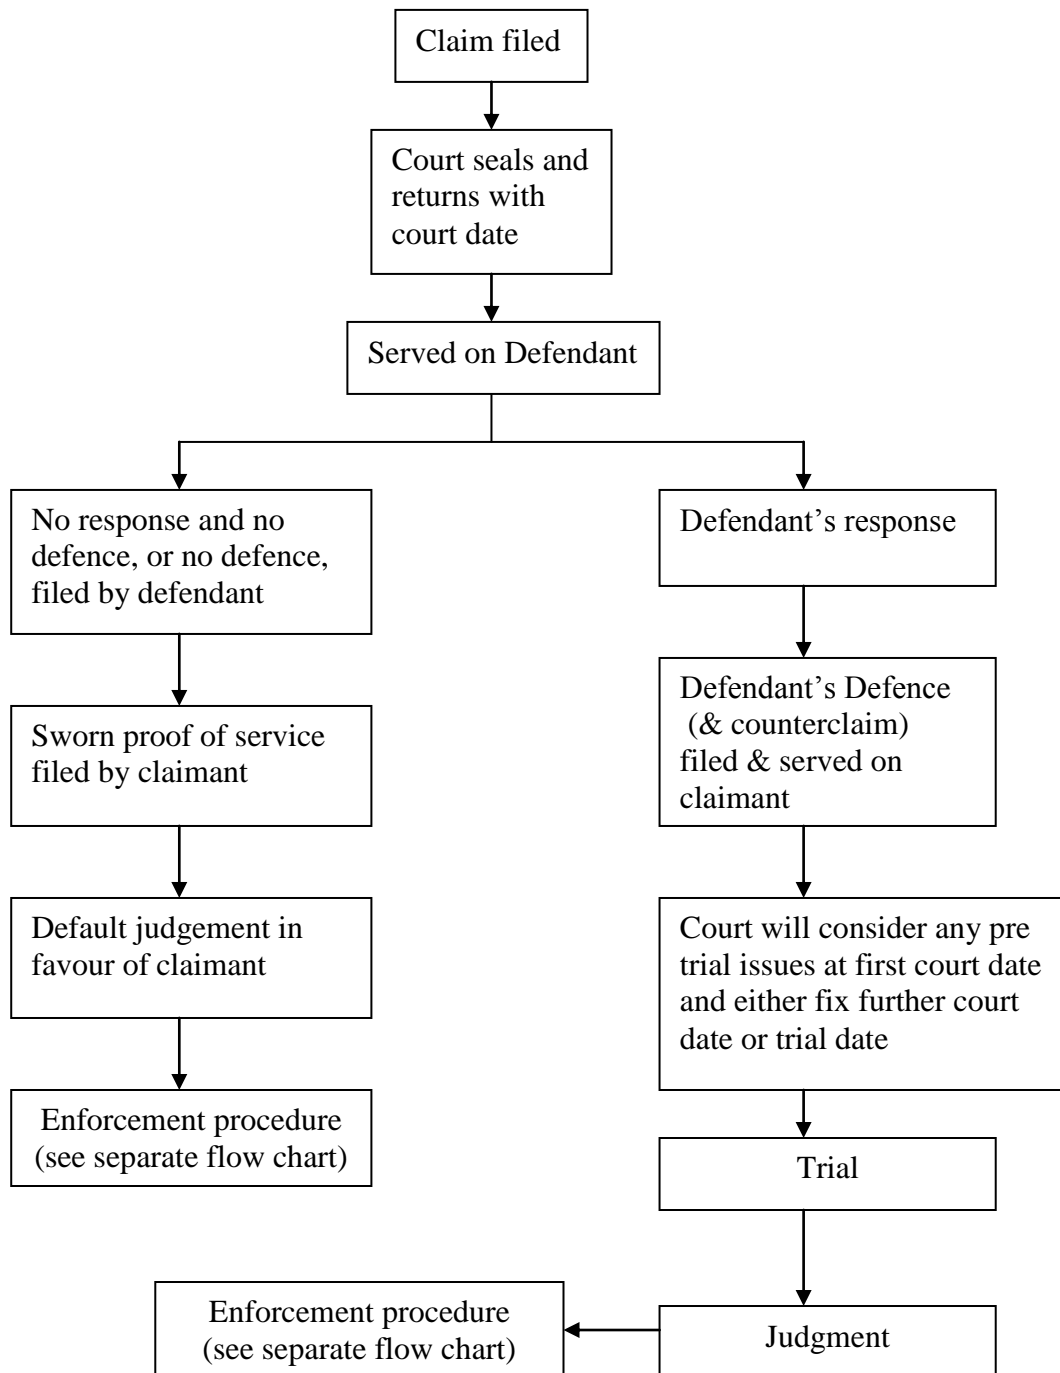 Claim filed
Court seals and
returns with
court date
Served on Defendant
No response and no
defence, or no defence,
filed by defendant
Sworn proof of service
filed by claimant
Default judgement in
favour of claimant
Enforcement procedure
(see separate flow chart)
Defendant’s response
Defendant’s Defence
(& counterclaim)
filed & served on
claimant
Court will consider any pre
trial issues at first court date
and either fix further court
date or trial date
Trial
Judgment
Enforcement procedure
(see separate flow chart)